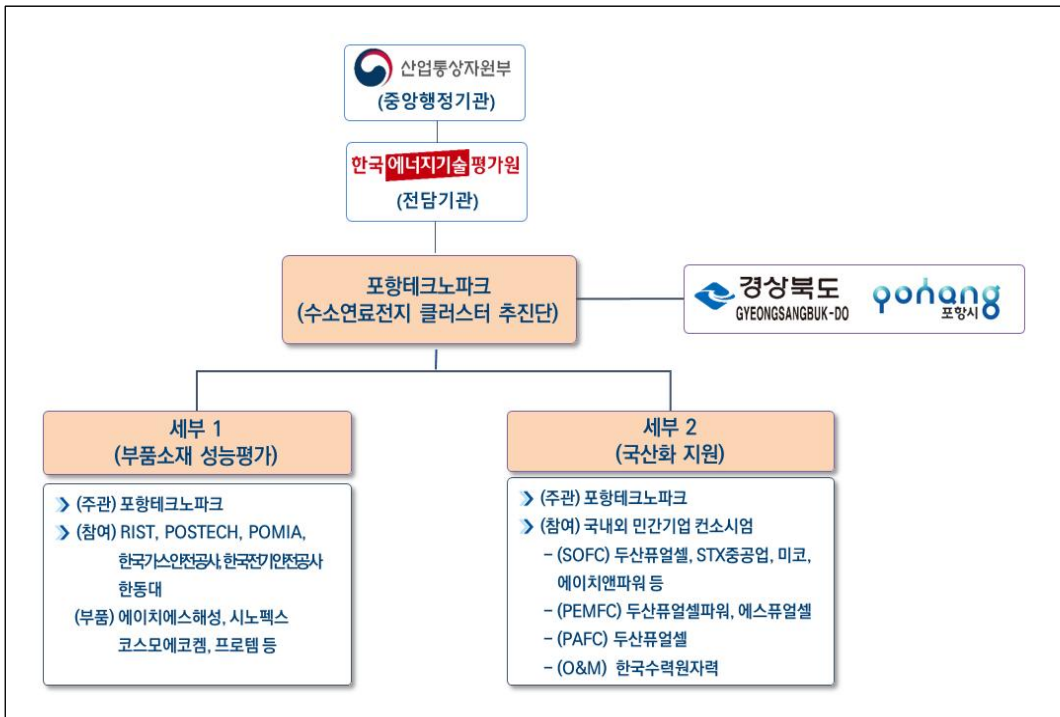 산업통상자원부
(중앙행정기관)
한국에너지기술평가원
(전담기관)
포항테크노파크
(수소연료전지 클러스터 추진단)
경상북도
GYEONGSANGBUK-DO
pohang
포항시
세부 1
(부품소재 성능평가)
(주관) 포항테크노파크
(참여) RIST, POSTECH, POMIA,
한국가스안전공사, 한국전기안전공사
한동대
(부품) 에이치에스해성, 시노펙스
코스모에코켐, 프로템 등
세부 2
(국산화 지원)
(주관) 포항테크노파크
(참여) 국내외 민간기업 컨소시엄
- (SOFC) 두산퓨얼셀, STX중공업, 미코,
에이치앤파워 등
- (PEMFC) 두산퓨얼셀파워, 에스퓨얼셀
- (PAFC) 두산퓨얼셀
- (O&M) 한국수력원자력